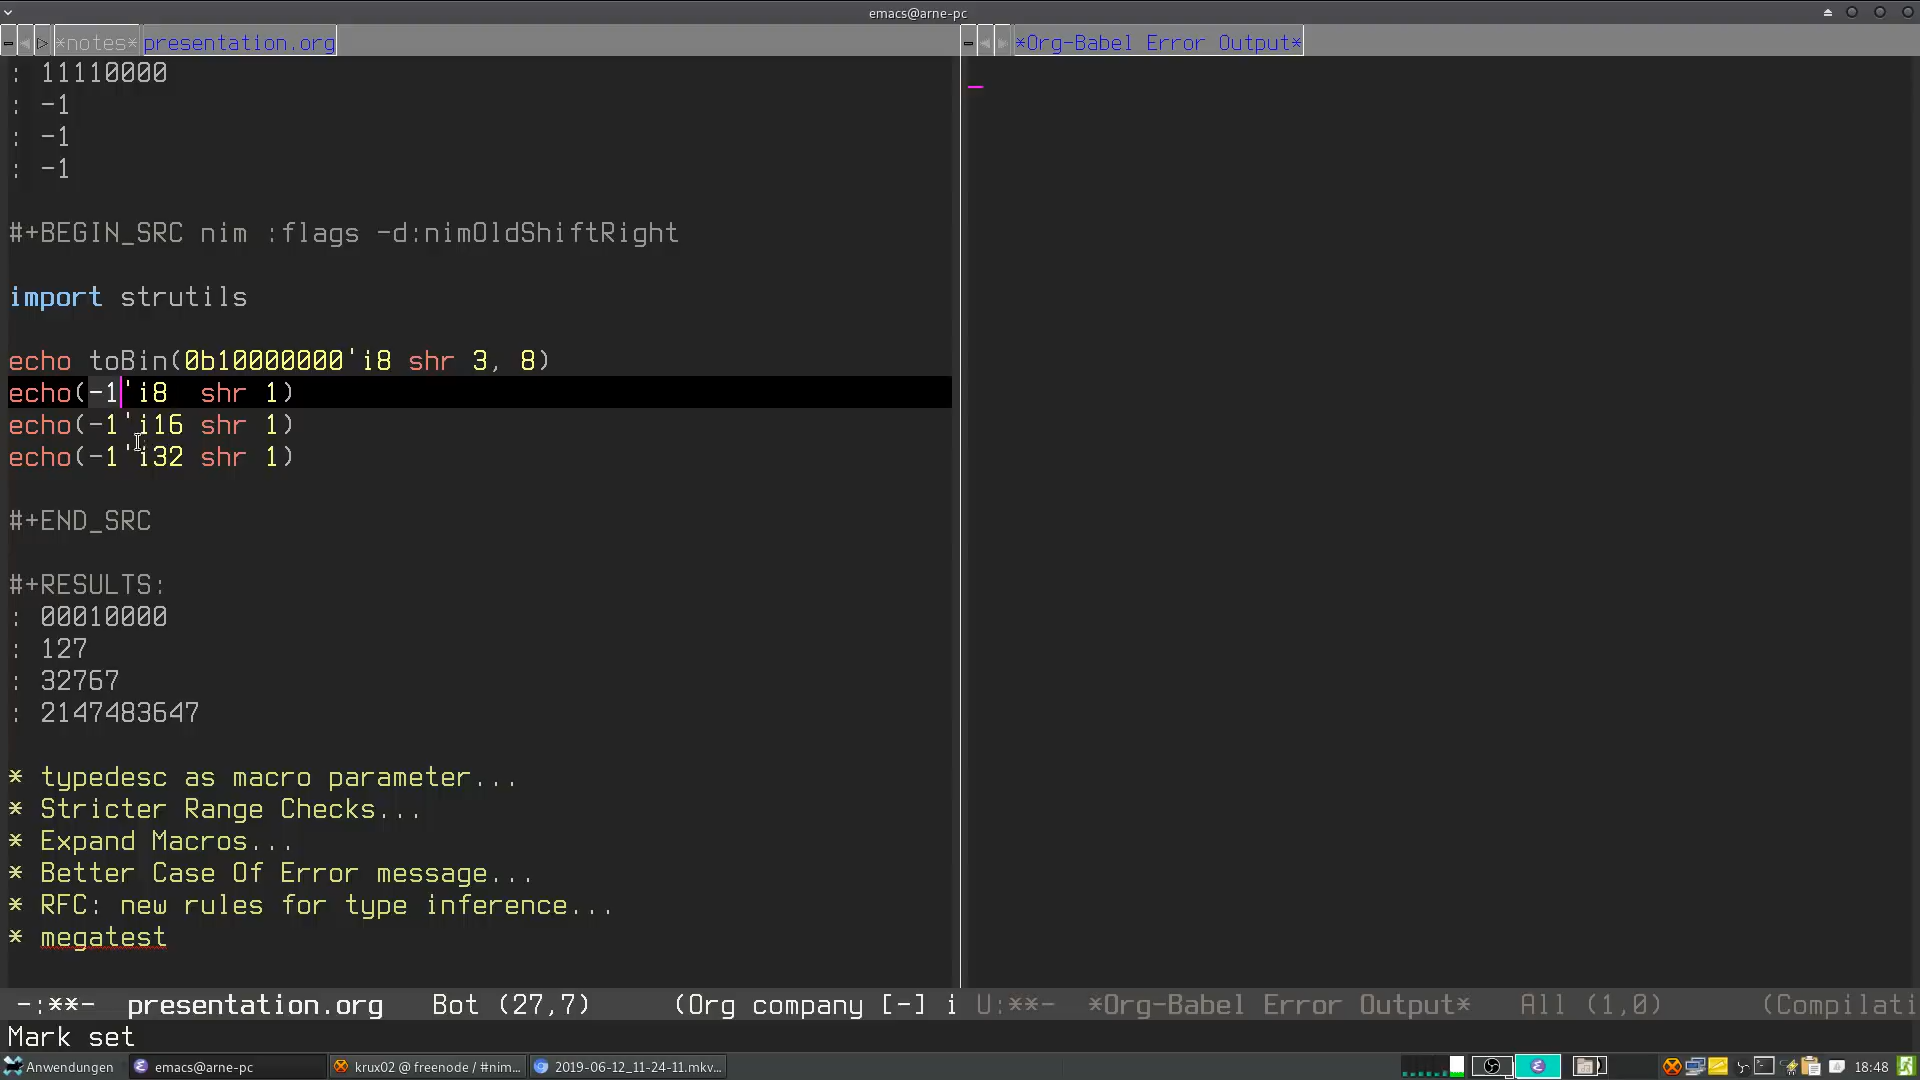 emacs@arne-pc
*notes* presentation.org
*Org-Babel Error Output*
: 11110000
: -1
: -1
: -1
#+BEGIN_SRC nim :flags -d:nimOldShiftRight
import strutils
echo toBin(0b10000000'i8 shr 3, 8)
echo(-1'i8  shr 1)
echo(-1'i16 shr 1)
echo(-1'i32 shr 1)
#+END_SRC
#+RESULTS:
: 00010000
: 127
: 32767
: 2147483647
* typedesc as macro parameter...
* Stricter Range Checks...
* Expand Macros...
* Better Case Of Error message...
* RFC: new rules for type inference...
* megatest
-:**-  presentation.org   Bot (27,7)     (Org company [-] i
U:**-  *Org-Babel Error Output*   All (1,0)     (Compilati
Mark set
Anwendungen
emacs@arne-pc
krux02 @ freenode / #nim...
2019-06-12_11-24-11.mkv...
18:48